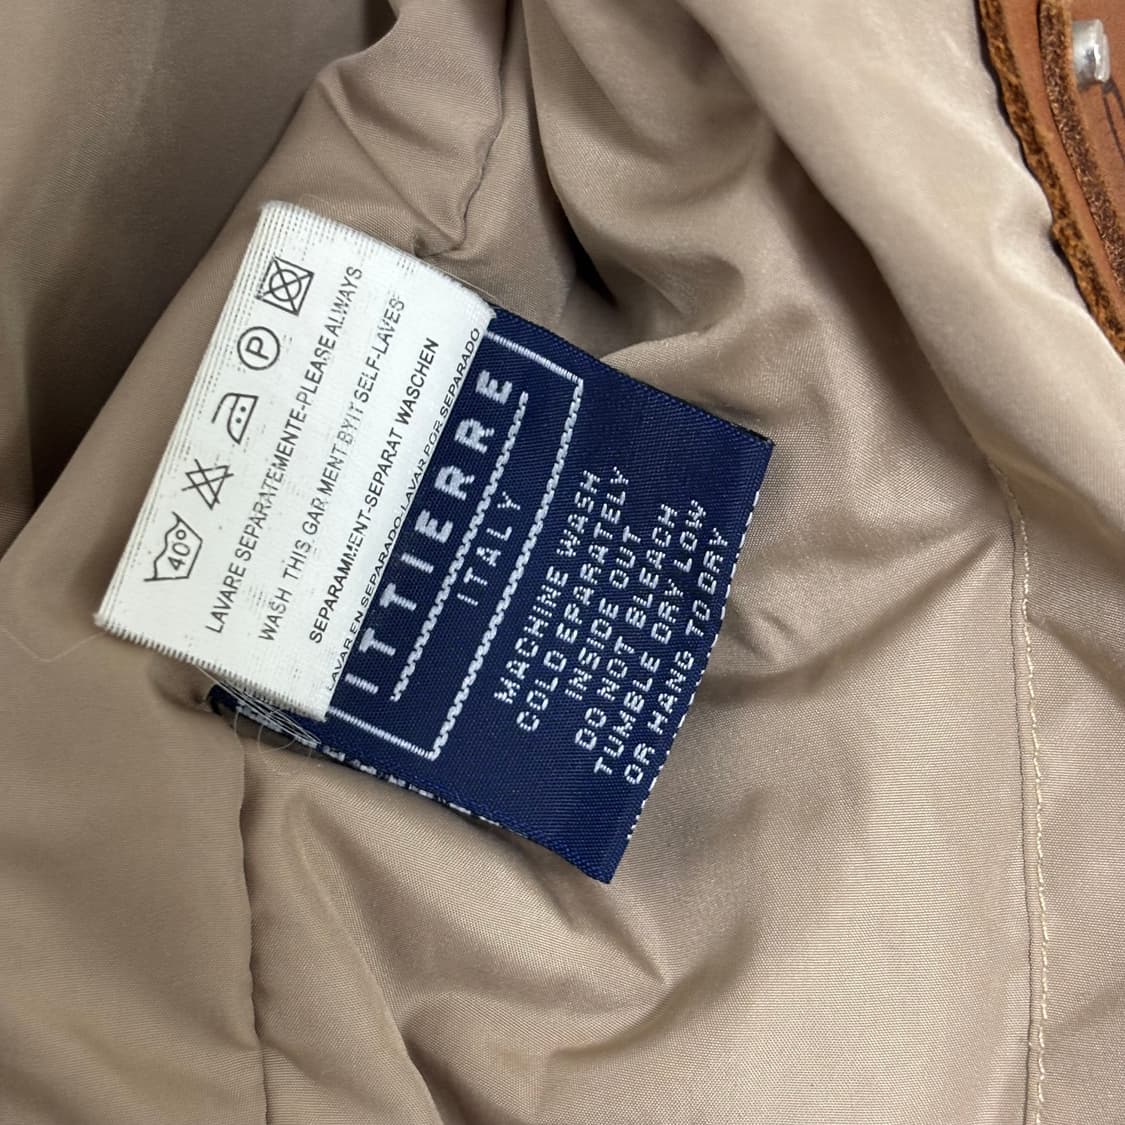 40°
P
LAVARE SEPARATEMENTE-PLEASE ALWAYS
WASH THIS GARMENT BY IT SELF-LAVES
SEPARAMMENT-SEPARAT WASCHEN
LAVAR EN SEPARADO-LAVAR POR SEPARADO
ITTIERRE
ITALY
MACHINE WASH
COLD SEPARATELY
INSIDE OUT
DO NOT BLEACH
TUMBLE DRY LOW
OR HANG TO DRY